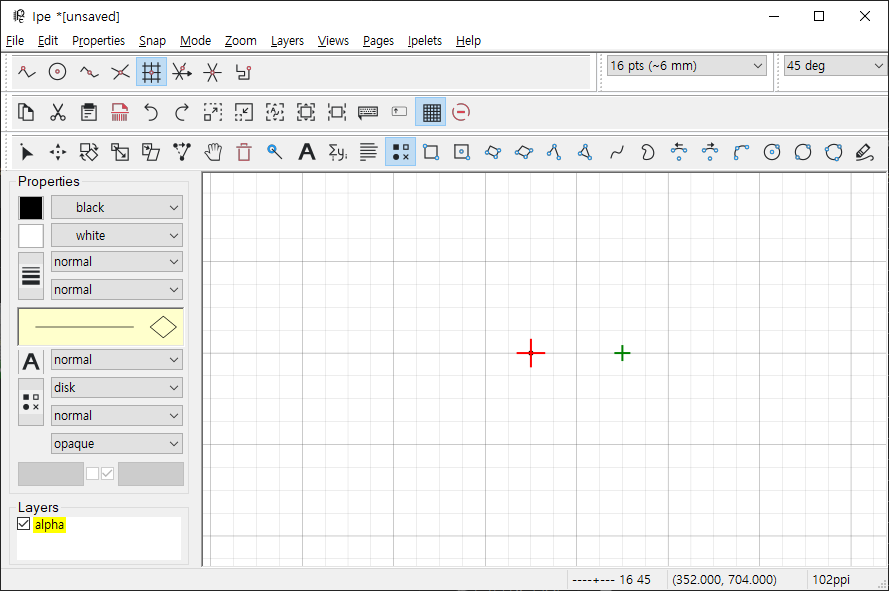 Ipe *[unsaved]
File Edit Properties Snap Mode Zoom Layers Views Pages Ipelets Help
16 pts (~6 mm) 45 deg
Properties
black
white
normal
normal
normal
disk
normal
opaque
Layers
alpha
----+--- 16 45 (352.000, 704.000) 102ppi